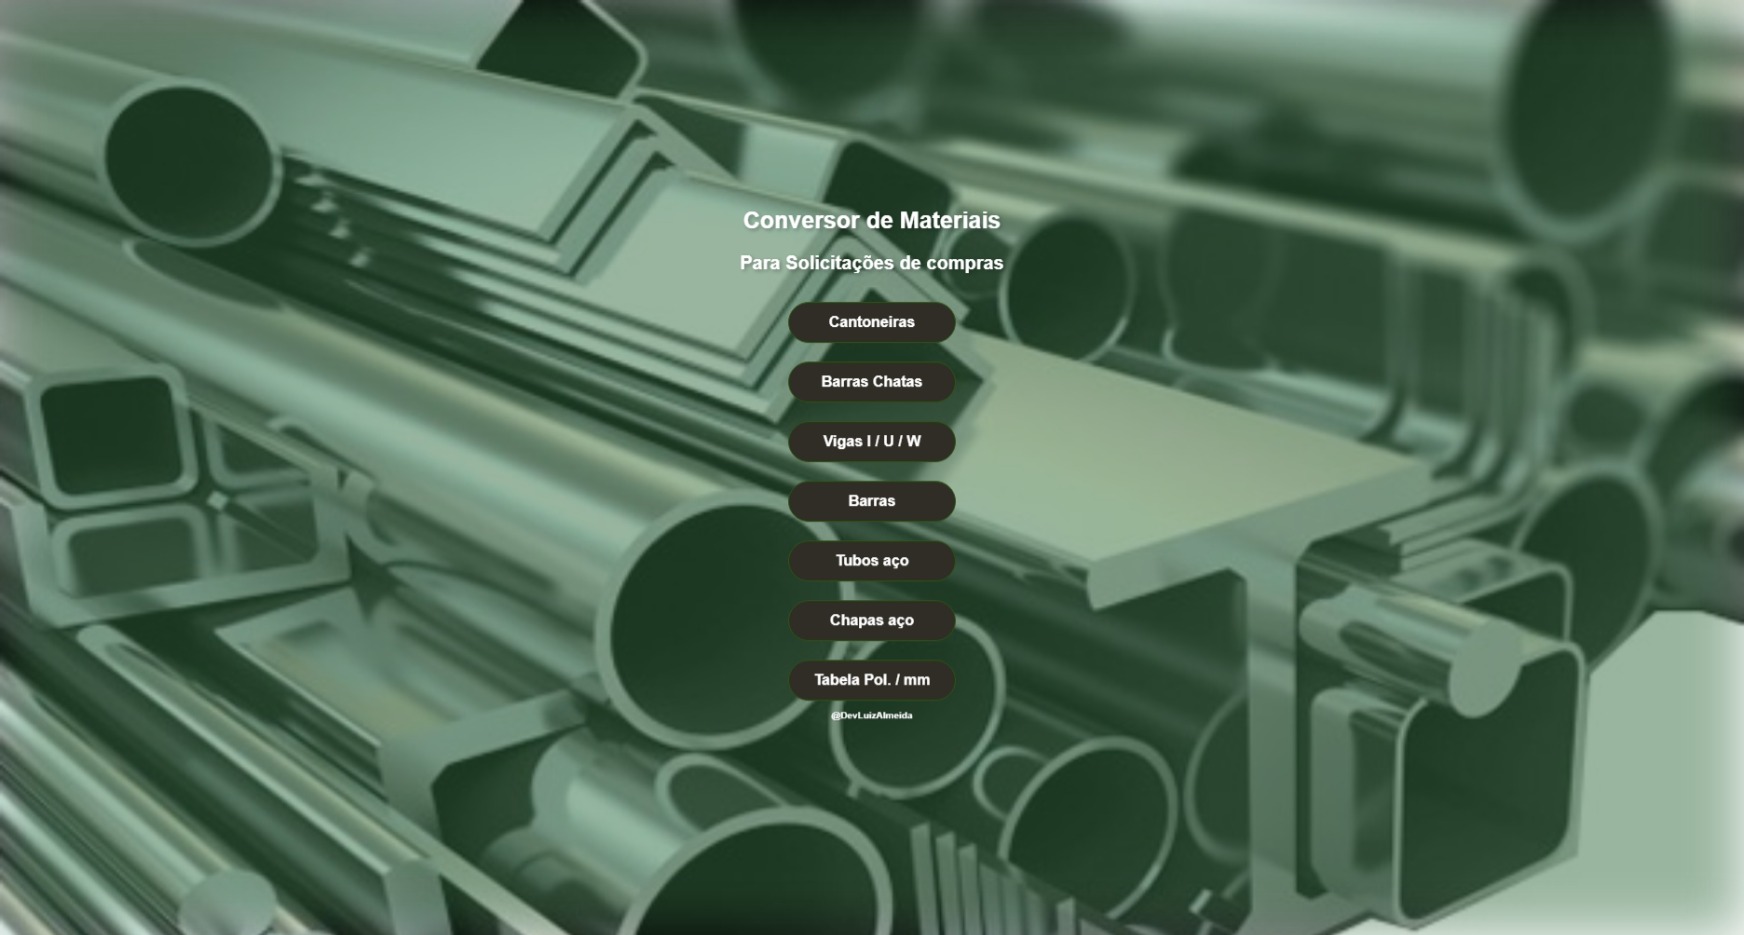 Conversor de Materiais
Para Solicitações de compras
Cantoneiras
Barras Chatas
Vigas I / U / W
Barras
Tubos aço
Chapas aço
Tabela Pol. / mm
@DevLuizAlmeida